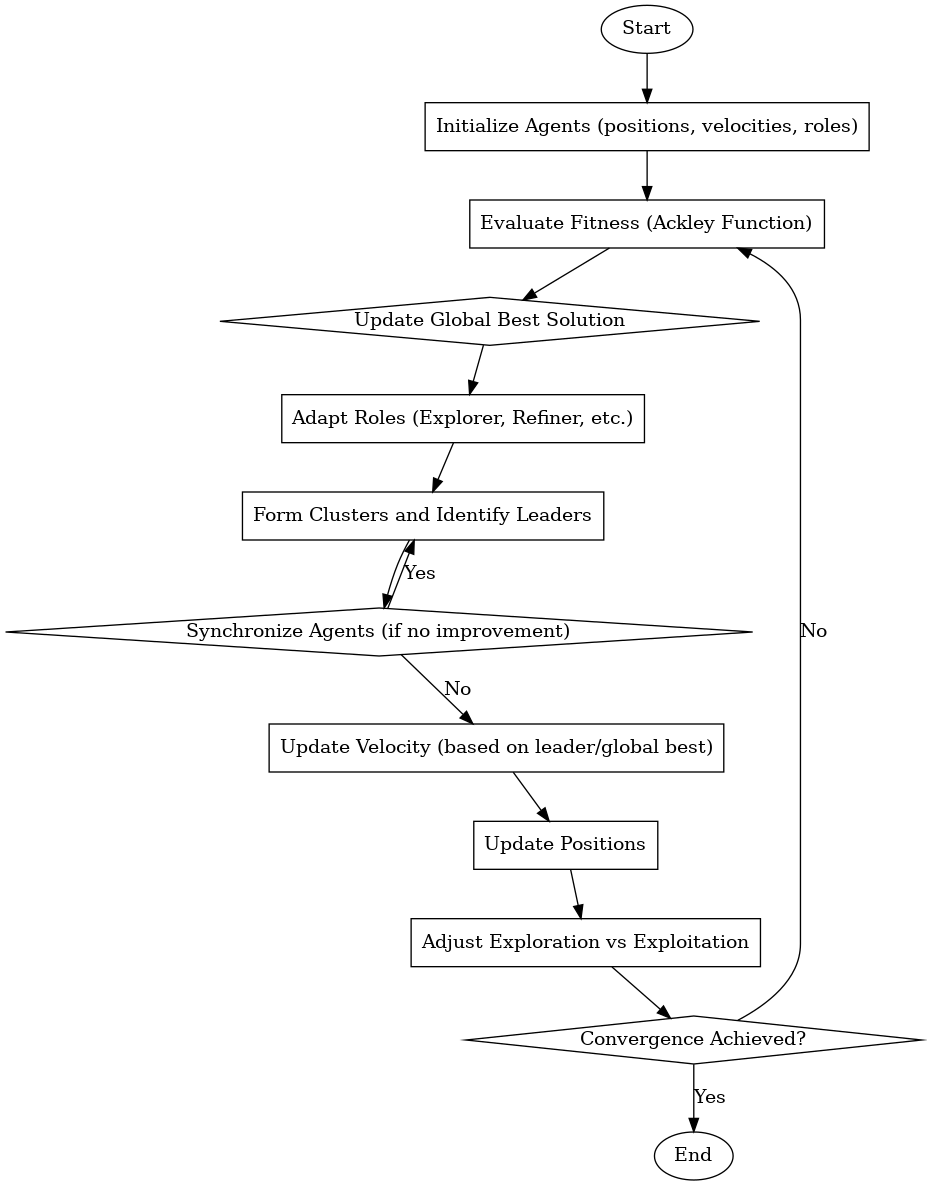 Start
Initialize Agents (positions, velocities, roles)
Evaluate Fitness (Ackley Function)
Update Global Best Solution
Adapt Roles (Explorer, Refiner, etc.)
Form Clusters and Identify Leaders
Yes
Synchronize Agents (if no improvement)
No
No
Update Velocity (based on leader/global best)
Update Positions
Adjust Exploration vs Exploitation
Convergence Achieved?
Yes
End